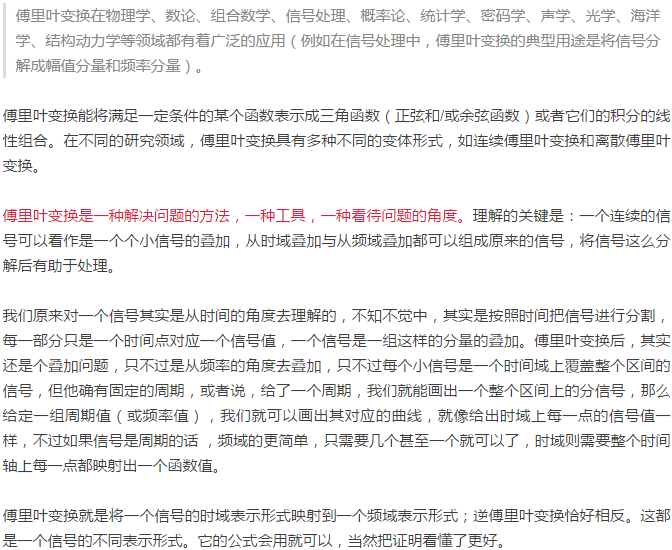 傅里叶变换在物理学、数论、组合数学、信号处理、概率论、统计学、密码学、声学、光学、海洋
学、结构动力学等领域都有着广泛的应用（例如在信号处理中，傅里叶变换的典型用途是将信号分
解成幅值分量和频率分量）。
傅里叶变换能将满足一定条件的某个函数表示成三角函数（正弦和/或余弦函数）或者它们的积分的线
性组合。在不同的研究领域，傅里叶变换具有多种不同的变体形式，如连续傅里叶变换和离散傅里叶
变换。
傅里叶变换是一种解决问题的方法，一种工具，一种看待问题的角度。理解的关键是：一个连续的信
号可以看作是一个个小信号的叠加，从时域叠加与从频域叠加都可以组成原来的信号，将信号这么分
解后有助于处理。
我们原来对一个信号其实是从时间的角度去理解的，不知不觉中，其实是按照时间把信号进行分割，
每一部分只是一个时间点对应一个信号值，一个信号是一组这样的分量的叠加。傅里叶变换后，其实
还是个叠加问题，只不过是从频率的角度去叠加，只不过每个小信号是一个时间域上覆盖整个区间的
信号，但他确有固定的周期，或者说，给了一个周期，我们就能画出一个整个区间上的分信号，那么
给定一组周期值（或频率值），我们就可以画出其对应的曲线，就像给出时域上每一点的信号值一
样，不过如果信号是周期的话 ，频域的更简单，只需要几个甚至一个就可以了，时域则需要整个时间
轴上每一点都映射出一个函数值。
傅里叶变换就是将一个信号的时域表示形式映射到一个频域表示形式；逆傅里叶变换恰好相反。这都
是一个信号的不同表示形式。它的公式会用就可以，当然把证明看懂了更好。